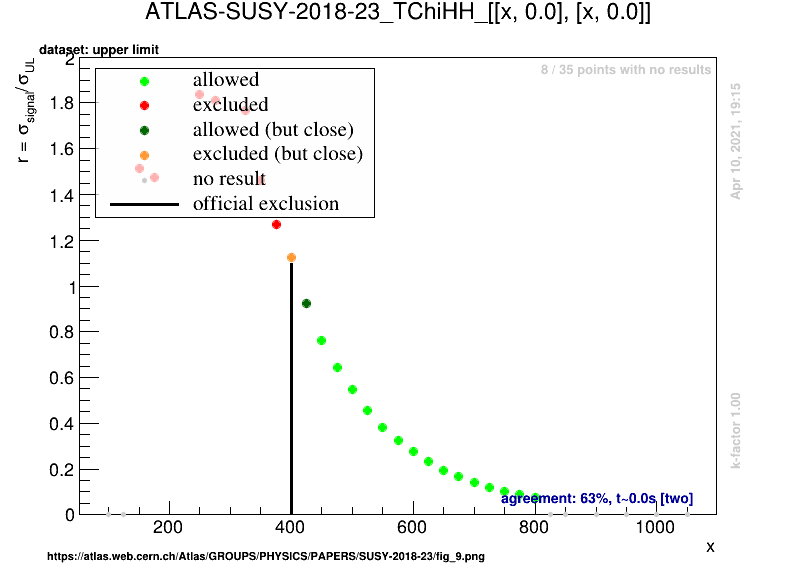 ATLAS-SUSY-2018-23_TChiHH_[[x, 0.0], [x, 0.0]]
dataset: upper limit
8 / 35 points with no results
r = σsignal/σUL
2
1.8
1.6
1.4
1.2
1
0.8
0.6
0.4
0.2
0
allowed
excluded
allowed (but close)
excluded (but close)
no result
official exclusion
Apr 10, 2021, 19:15
k-factor 1.00
agreement: 63%, t~0.0s [two]
200 400 600 800 1000
x
https://atlas.web.cern.ch/Atlas/GROUPS/PHYSICS/PAPERS/SUSY-2018-23/fig_9.png